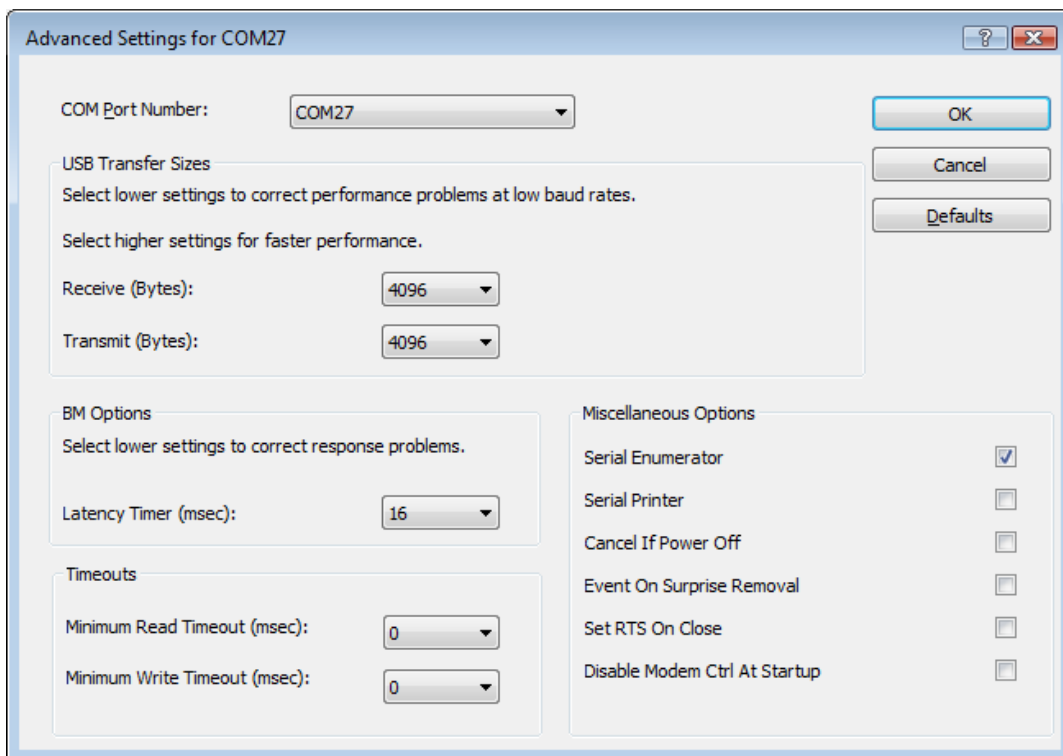 Advanced Settings for COM27
COM Port Number:
COM27
OK
Cancel
Defaults
USB Transfer Sizes
Select lower settings to correct performance problems at low baud rates.
Select higher settings for faster performance.
Receive (Bytes):
4096
Transmit (Bytes):
4096
BM Options
Select lower settings to correct response problems.
Latency Timer (msec):
16
Timeouts
Minimum Read Timeout (msec):
0
Minimum Write Timeout (msec):
0
Miscellaneous Options
Serial Enumerator
Serial Printer
Cancel If Power Off
Event On Surprise Removal
Set RTS On Close
Disable Modem Ctrl At Startup